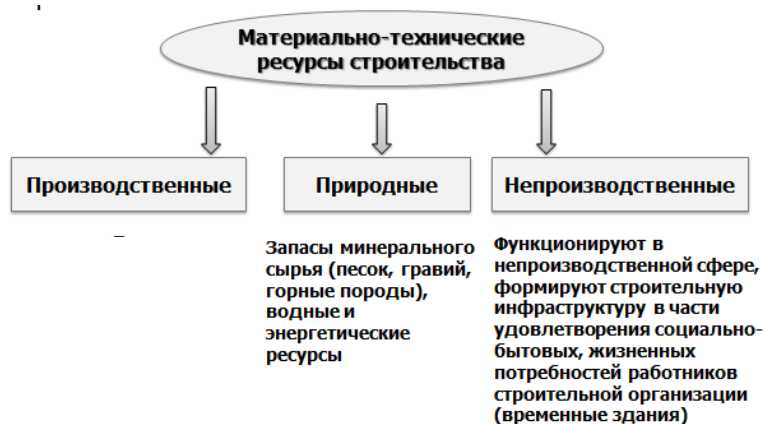 Материально-технические
ресурсы строительства
Производственные
Природные
Непроизводственные
Запасы минерального
сырья (песок, гравий,
горные породы),
водные и
энергетические
ресурсы
Функционируют в
непроизводственной сфере,
формируют строительную
инфраструктуру в части
удовлетворения социально-
бытовых, жизненных
потребностей работников
строительной организации
(временные здания)